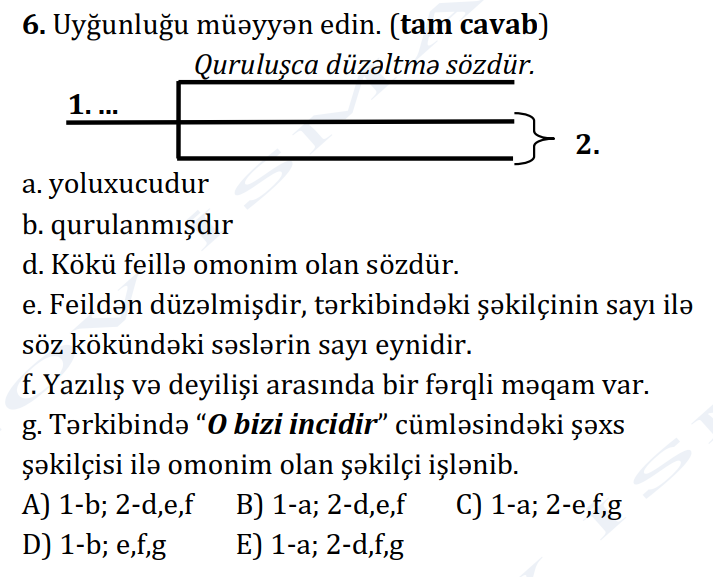 6. Uyğunluğu müəyyən edin. (tam cavab)
Quruluşca düzəltmə sözdür.
1. ...
2.
a. yoluxucudur
b. qurulanmışdır
d. Kökü feillə omonim olan sözdür.
e. Feildən düzəlmişdir, tərkibindəki şəkilçinin sayı ilə
söz kökündəki səslərin sayı eynidir.
f. Yazılış və deyilişi arasında bir fərqli məqam var.
g. Tərkibində “O bizi incidir” cümləsindəki şəxs
şəkilçisi ilə omonim olan şəkilçi işlənib.
A) 1-b; 2-d,e,f B) 1-a; 2-d,e,f C) 1-a; 2-e,f,g
D) 1-b; e,f,g E) 1-a; 2-d,f,g